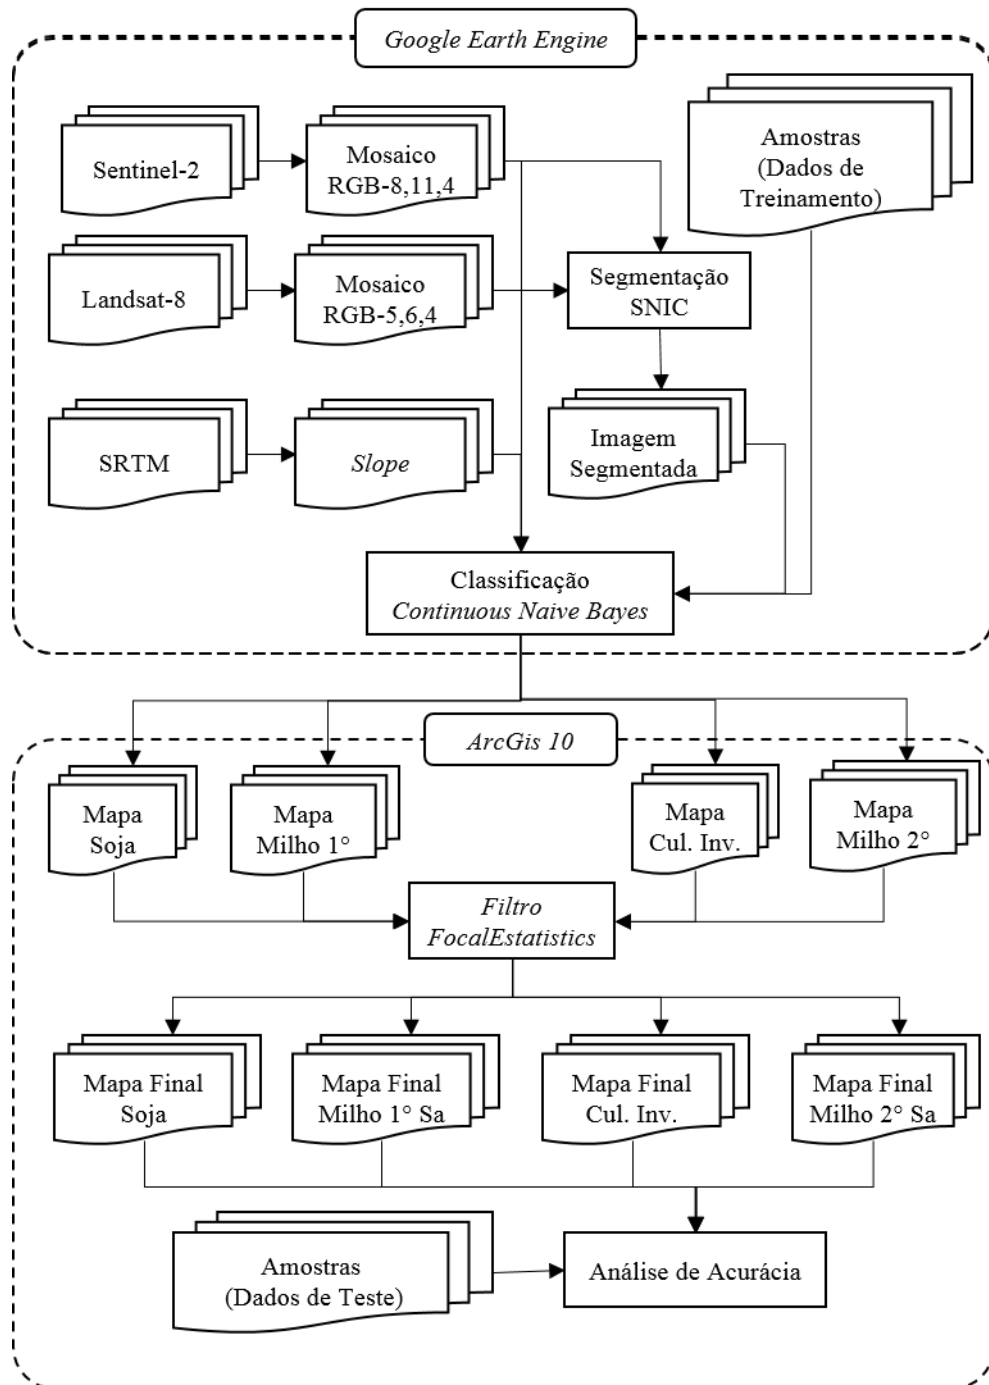 Google Earth Engine
Sentinel-2
Mosaico
RGB-8,11,4
Amostras
(Dados de
Treinamento)
Landsat-8
Mosaico
RGB-5,6,4
Segmentação
SNIC
SRTM
Slope
Imagem
Segmentada
Classificação
Continuous Naive Bayes
ArcGis 10
Mapa
Soja
Mapa
Milho 1°
Mapa
Cul. Inv.
Mapa
Milho 2°
Filtro
FocalEstatistics
Mapa Final
Soja
Mapa Final
Milho 1° Sa
Mapa Final
Cul. Inv.
Mapa Final
Milho 2° Sa
Amostras
(Dados de Teste)
Análise de Acurácia